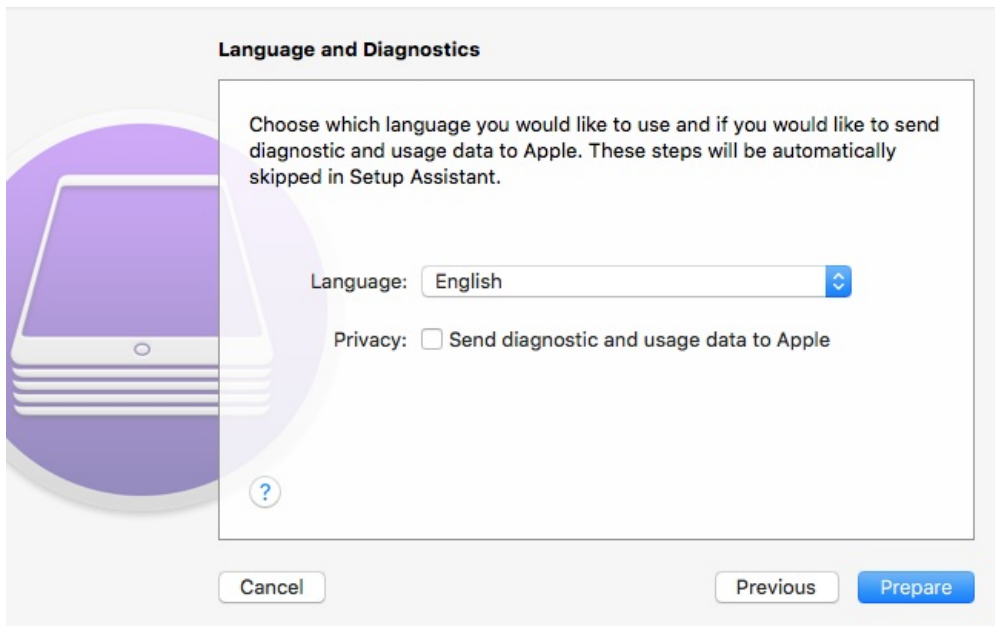 Language and Diagnostics
Choose which language you would like to use and if you would like to send
diagnostic and usage data to Apple. These steps will be automatically
skipped in Setup Assistant.
Language: English
Privacy: Send diagnostic and usage data to Apple
?
Cancel Previous Prepare